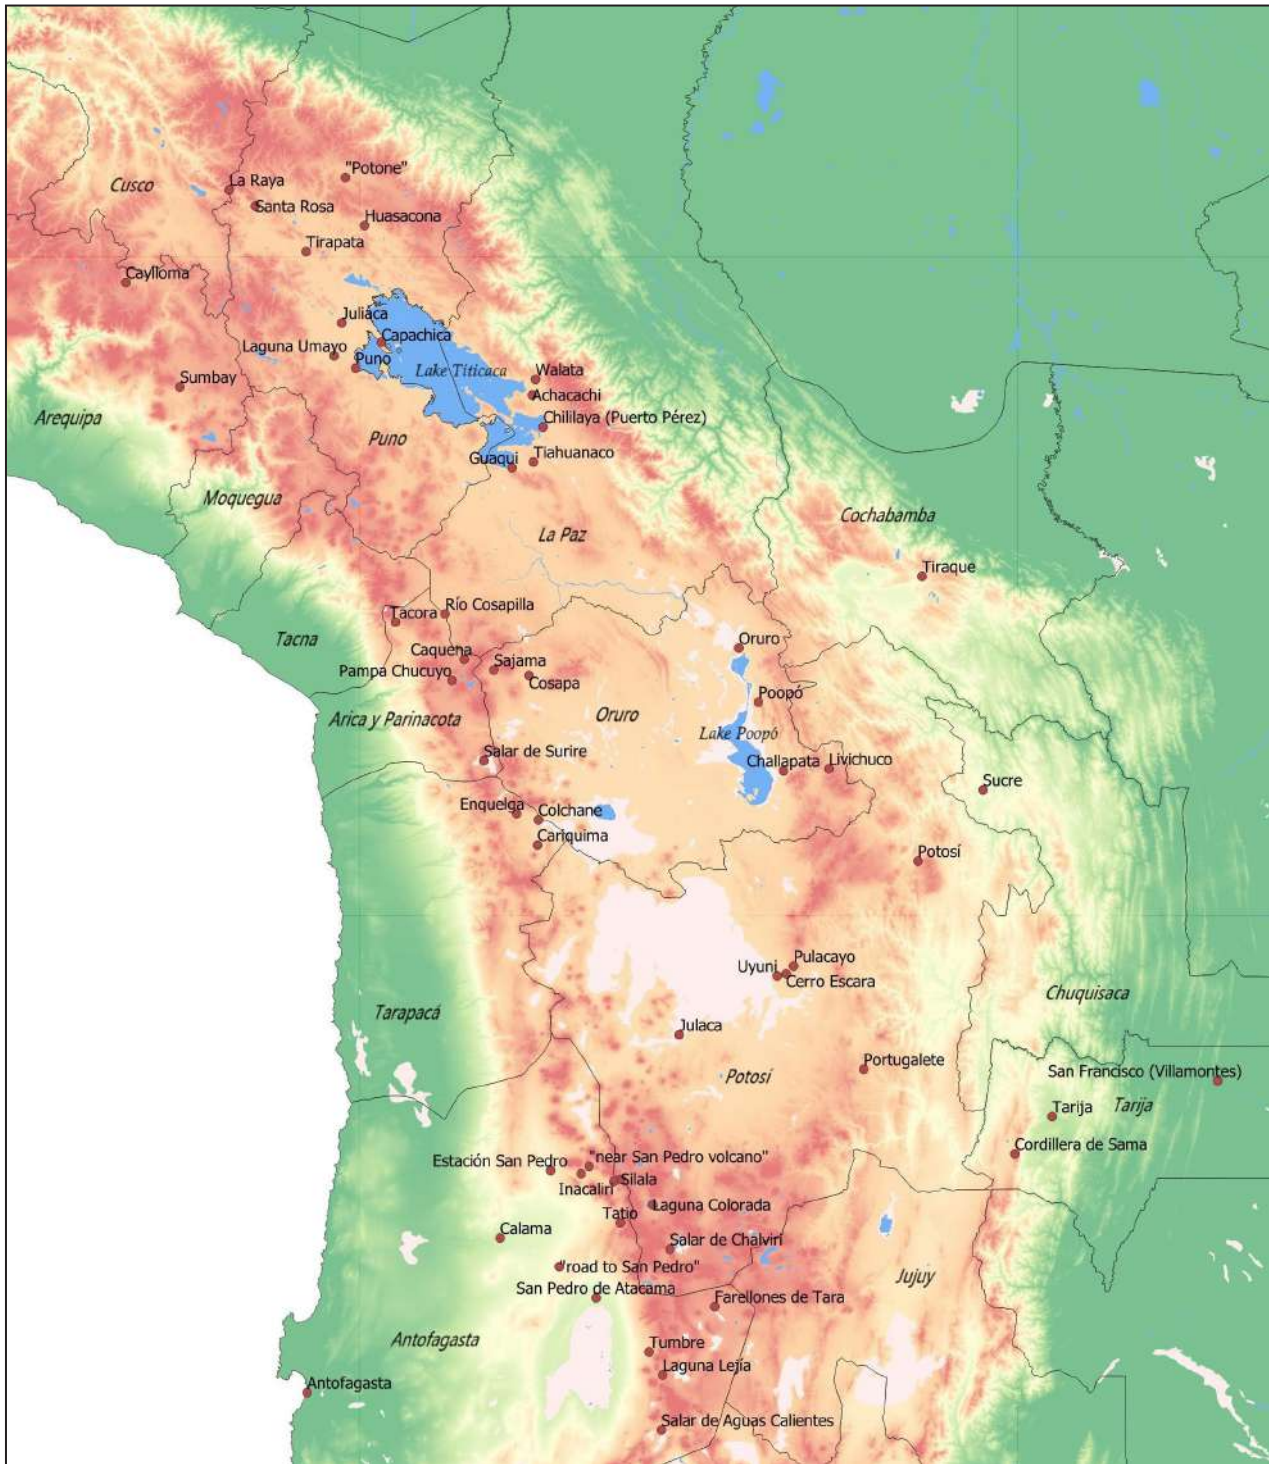 "Potone"
Cusco
La Raya
Santa Rosa
Huasacona
Tirapata
Caylloma
Juliaca
Capachica
Laguna Umayo
Puno
Lake Titicaca
Walata
Sumbay
Achacachi
Arequipa
Chililaya (Puerto Pérez)
Puno
Guaqui
Tiahuanaco
Moquegua
Cochabamba
La Paz
Tiraque
Tacora
Río Cosapilla
Tacna
Oruro
Caquena
Sajama
Pampa Chucuyo
Cosapa
Poopó
Arica y Parinacota
Oruro
Lake Poopó
Salar de Surire
Challapata
Livichuco
Sucre
Enquelga
Colchane
Cariquima
Potosí
Pulacayo
Uyuni
Cerro Escara
Chuquisaca
Tarapacá
Julaca
Portugalete
Potosí
San Francisco (Villamontes)
Tarija
Tarija
Cordillera de Sama
"near San Pedro volcano"
Estación San Pedro
Inacaliri
Silala
Laguna Colorada
Tatio
Calama
Salar de Chalviri
"road to San Pedro"
Jujuy
San Pedro de Atacama
Farellones de Tara
Antofagasta
Tumbre
Laguna Lejía
Antofagasta
Salar de Aguas Calientes